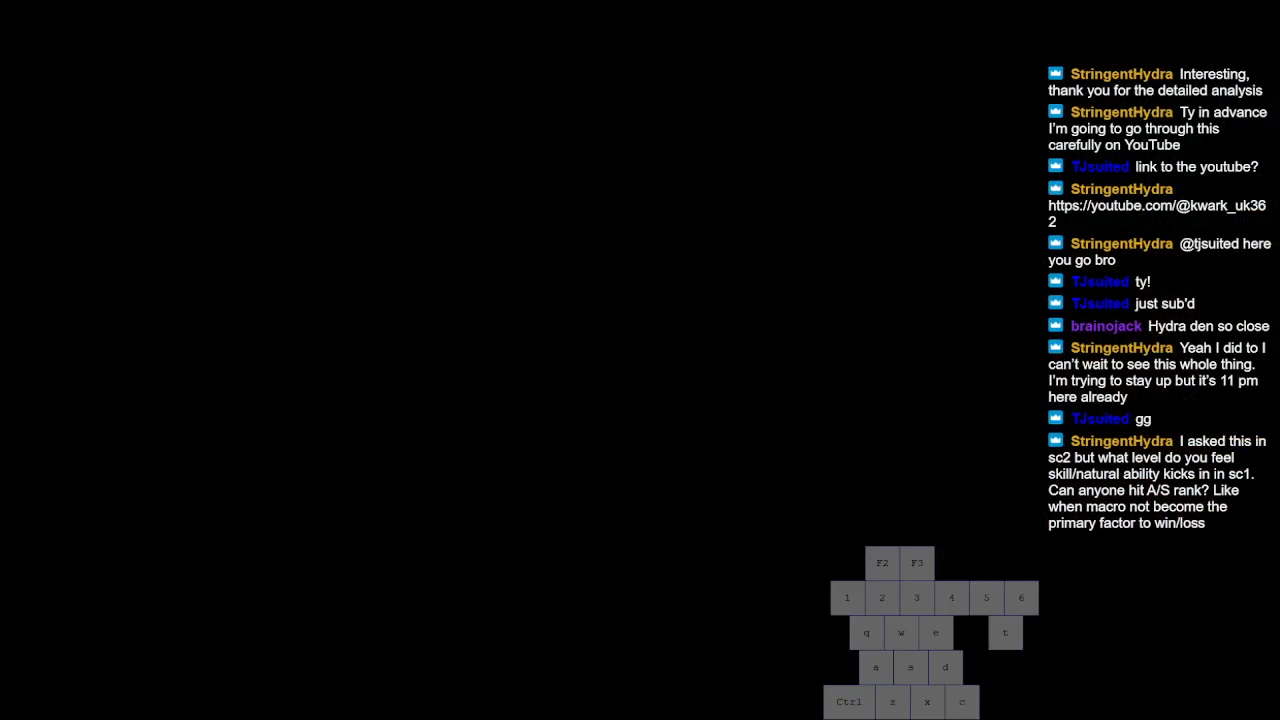 StringentHydra Interesting,
thank you for the detailed analysis
StringentHydra Ty in advance
I'm going to go through this
carefully on YouTube
TJsuited link to the youtube?
StringentHydra
https://youtube.com/@kwark_uk36
2
StringentHydra @tjsuited here
you go bro
TJsuited ty!
TJsuited just sub'd
brainojack Hydra den so close
StringentHydra Yeah I did to I
can't wait to see this whole thing.
I'm trying to stay up but it's 11 pm
here already
TJsuited gg
StringentHydra I asked this in
sc2 but what level do you feel
skill/natural ability kicks in in sc1.
Can anyone hit A/S rank? Like
when macro not become the
primary factor to win/loss
F2 F3
1 2 3 4 5 6
q w e t
a s d
Ctrl z x c